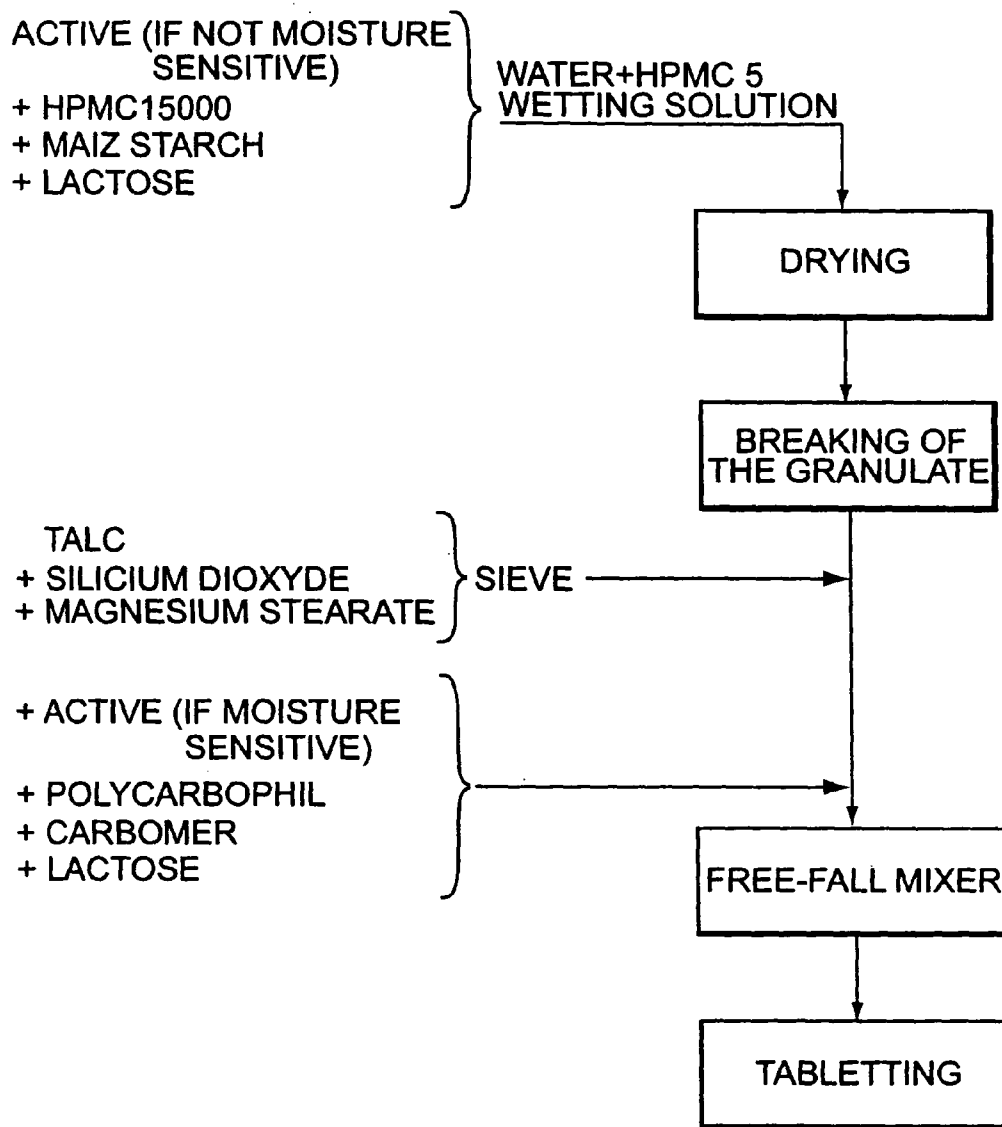 ACTIVE (IF NOT MOISTURE
SENSITIVE)
+ HPMC15000
+ MAIZ STARCH
+ LACTOSE
WATER+HPMC 5
WETTING SOLUTION
DRYING
BREAKING OF
THE GRANULATE
TALC
+ SILICIUM DIOXYDE
+ MAGNESIUM STEARATE
SIEVE
+ ACTIVE (IF MOISTURE
SENSITIVE)
+ POLYCARBOPHIL
+ CARBOMER
+ LACTOSE
FREE-FALL MIXER
TABLETTING